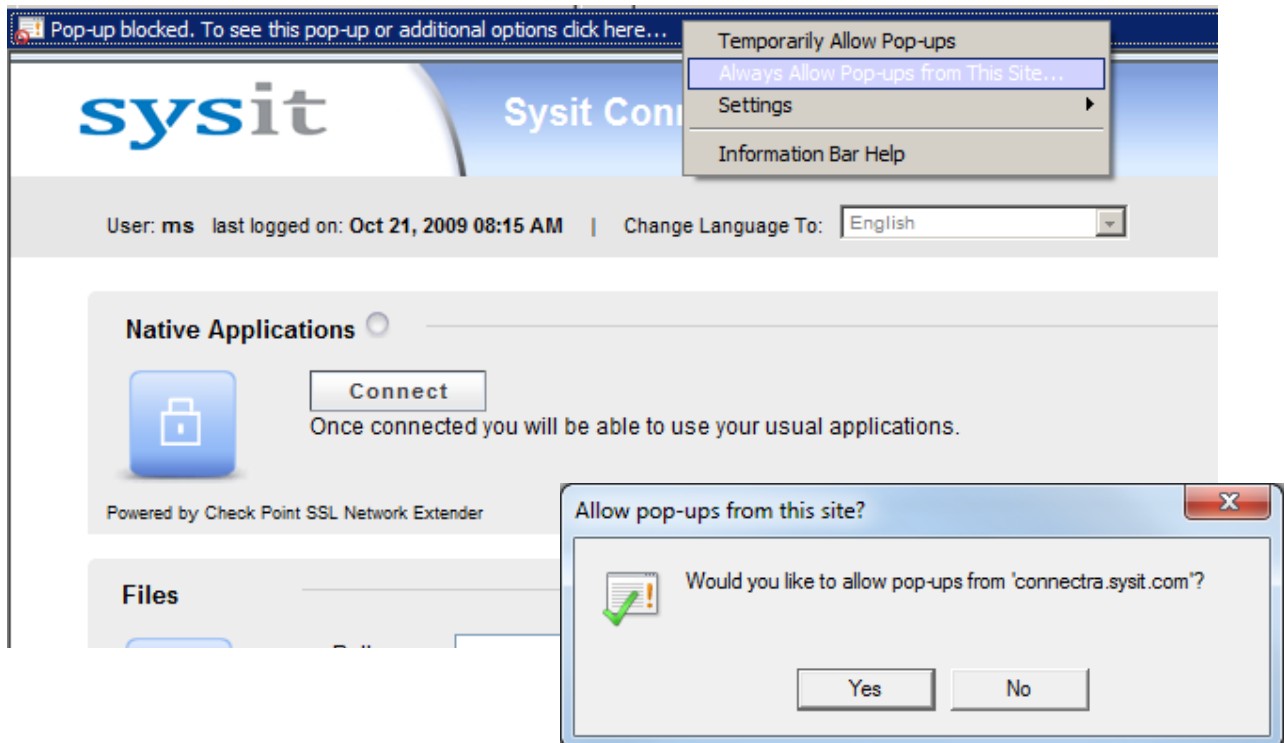 Pop-up blocked. To see this pop-up or additional options click here...
Temporarily Allow Pop-ups
Always Allow Pop-ups from This Site...
Settings
Information Bar Help
sysit
Sysit
User: ms last logged on: Oct 21, 2009 08:15 AM | Change Language To: English
Native Applications
Connect
Once connected you will be able to use your usual applications.
Powered by Check Point SSL Network Extender
Files
Allow pop-ups from this site?
Would you like to allow pop-ups from 'connectra.sysit.com'?
Yes
No